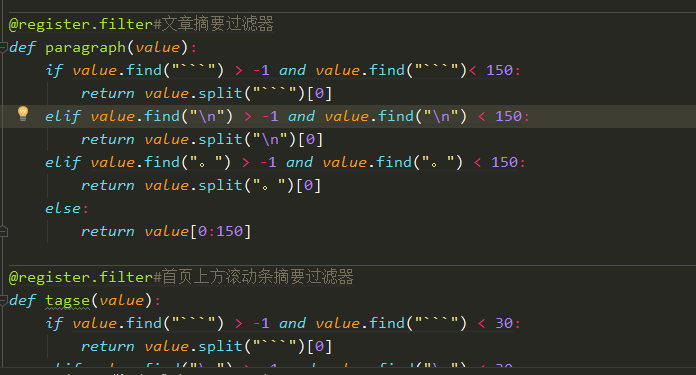 @register.filter#文章摘要过滤器
def paragraph(value):
    if value.find("```") > -1 and value.find("```")< 150:
        return value.split("```")[0]
    elif value.find("\n") > -1 and value.find("\n") < 150:
        return value.split("\n")[0]
    elif value.find("。") > -1 and value.find("。") < 150:
        return value.split("。")[0]
    else:
        return value[0:150]
@register.filter#首页上方滚动条摘要过滤器
def tagse(value):
    if value.find("```") > -1 and value.find("```") < 30:
        return value.split("```")[0]